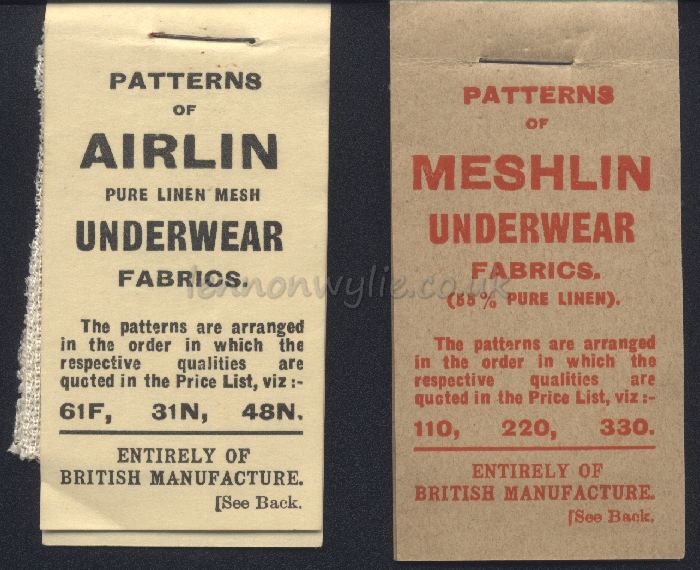 PATTERNS
OF
AIRLIN
PURE LINEN MESH
UNDERWEAR
FABRICS.
The patterns are arranged
in the order in which the
respective qualities are
quoted in the Price List, viz :-
61F, 31N, 48N.
ENTIRELY OF
BRITISH MANUFACTURE.
[See Back.
PATTERNS
OF
MESHLIN
UNDERWEAR
FABRICS.
(55% PURE LINEN).
The patterns are arranged
in the order in which the
respective qualities are
quoted in the Price List, viz :-
110, 220, 330.
ENTIRELY OF
BRITISH MANUFACTURE.
[See Back.
lennonwylie.co.uk